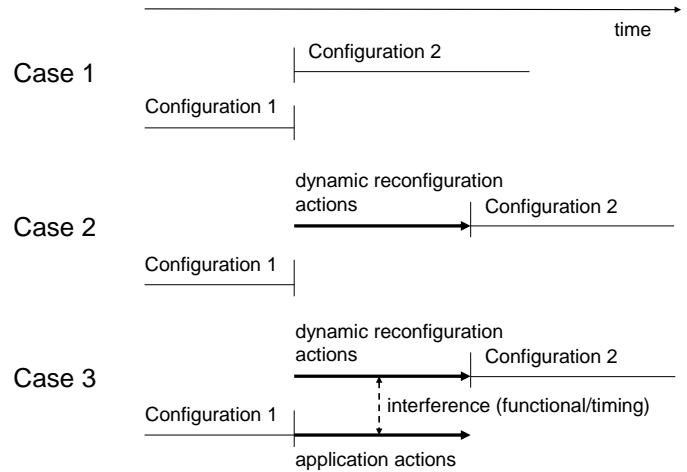 time
Case 1
Configuration 2
Configuration 1
dynamic reconfiguration
actions
Case 2
Configuration 2
Configuration 1
dynamic reconfiguration
actions
Case 3
Configuration 2
interference (functional/timing)
Configuration 1
application actions